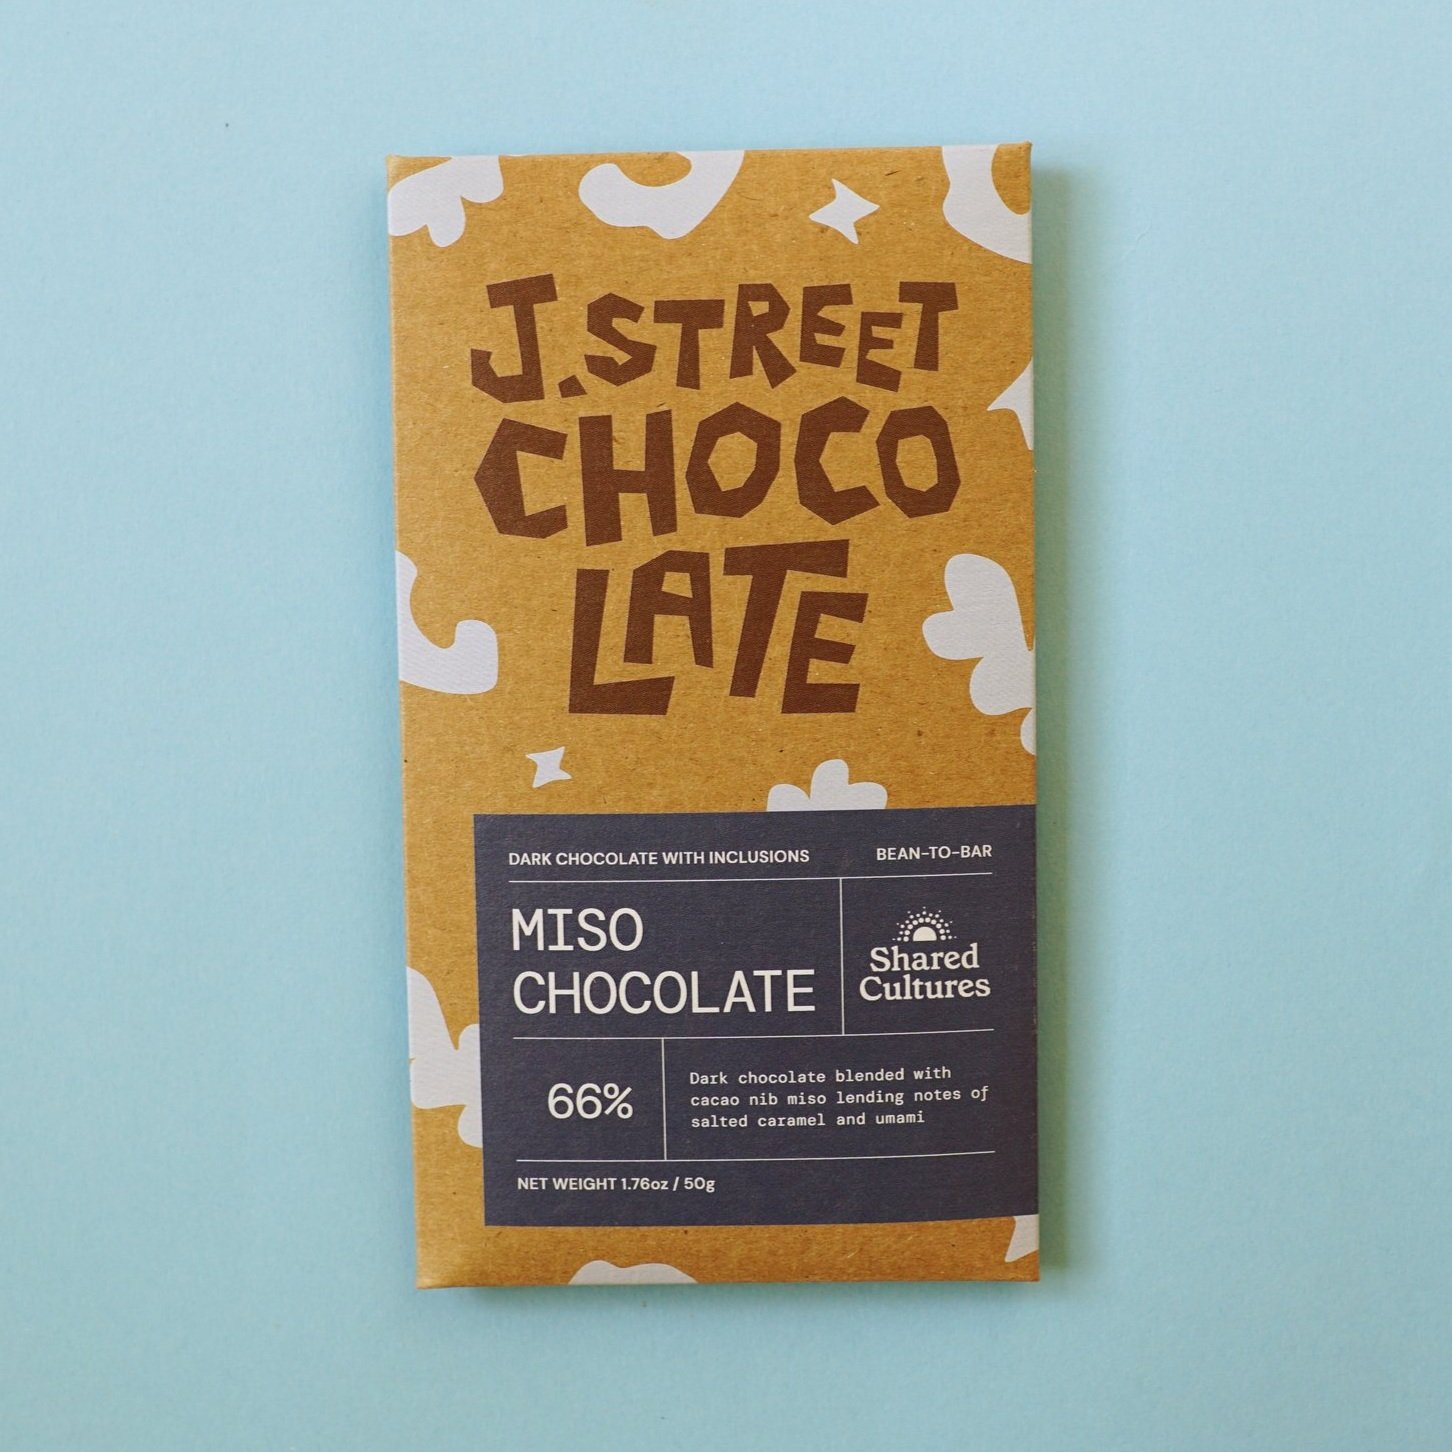 J.STREET
CHOCO
LATE
DARK CHOCOLATE WITH INCLUSIONS
BEAN-TO-BAR
MISO
CHOCOLATE
Shared
Cultures
66%
Dark chocolate blended with
cacao nib miso lending notes of
salted caramel and umami
NET WEIGHT 1.76oz / 50g